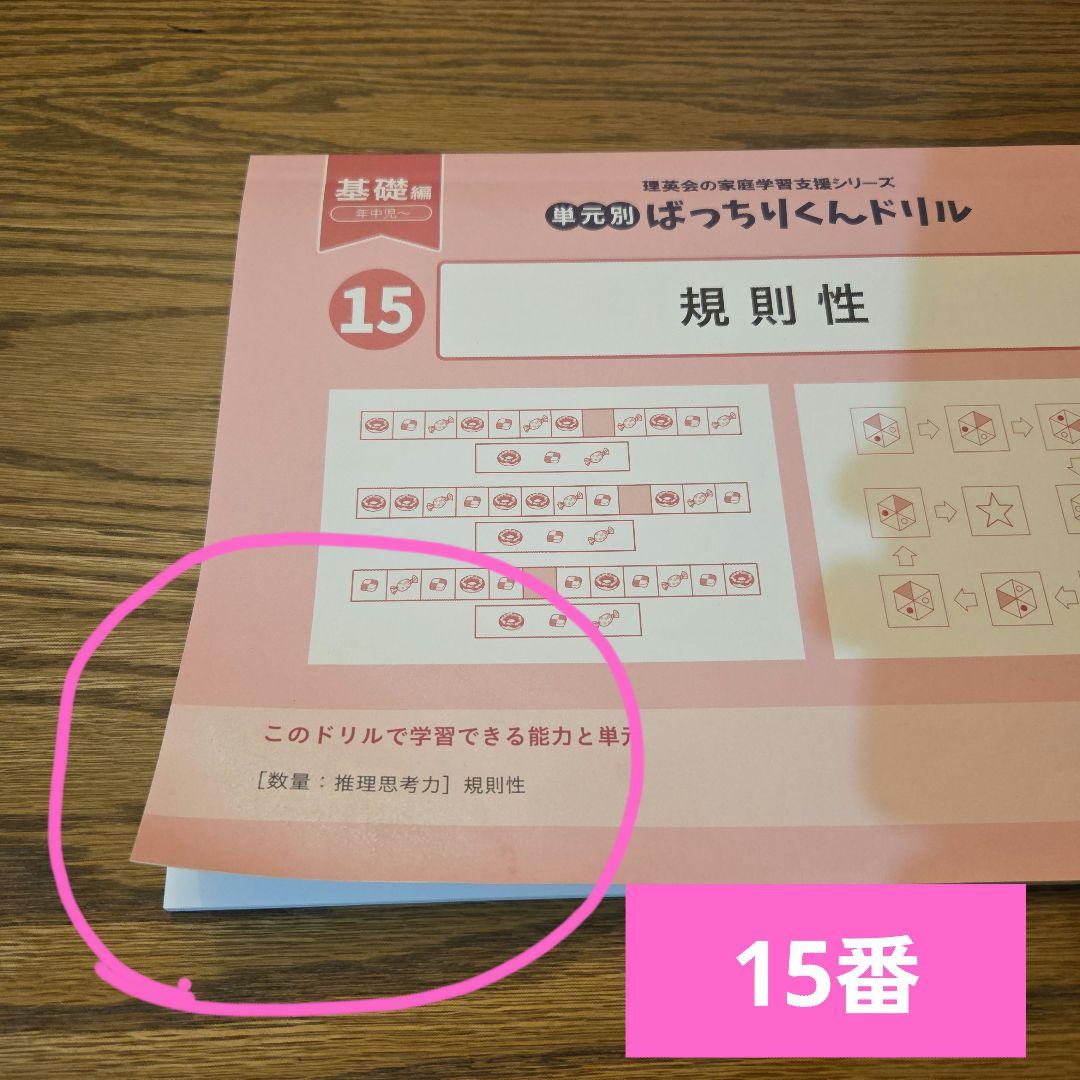 基礎編
年中児～
理英会の家庭学習支援シリーズ
単元別ばっちりくんドリル
15
規則性
このドリルで学習できる能力と単元
[数量：推理思考力] 規則性
15番